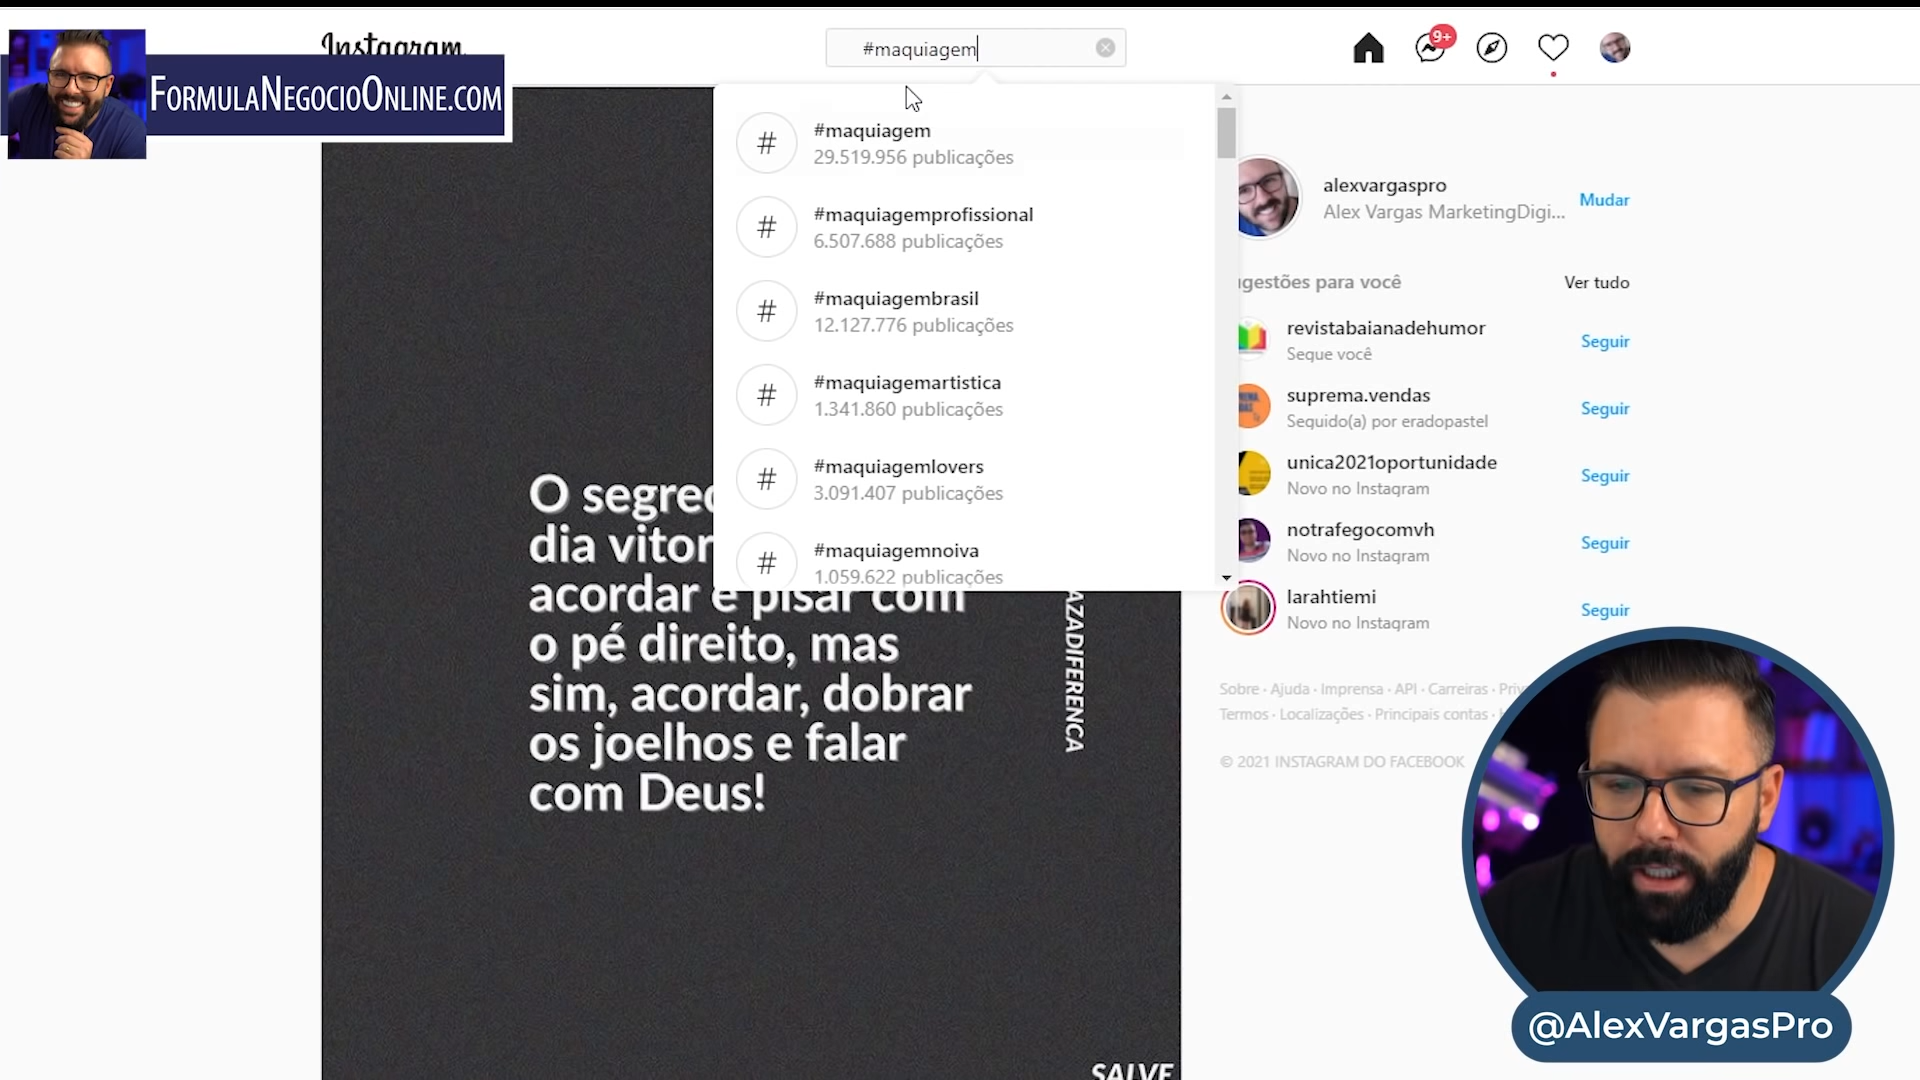 Instagram
#maquiagem
9+
FORMULANEGOCIOONLINE.COM
#maquiagem
29.519.956 publicações
#maquiagemprofissional
6.507.688 publicações
#maquiagembrasil
12.127.776 publicações
#maquiagemartistica
1.341.860 publicações
#maquiagemlovers
3.091.407 publicações
#maquiagemnoiva
1.059.622 publicações
alexvargaspro
Alex Vargas MarketingDigi...
Mudar
ugestões para você
Ver tudo
revistabaianadehumor
Segue você
Seguir
suprema.vendas
Seguido(a) por eradopastel
Seguir
unica2021oportunidade
Novo no Instagram
Seguir
notrafegocomvh
Novo no Instagram
Seguir
larahtiemi
Novo no Instagram
Seguir
Sobre · Ajuda · Imprensa · API · Carreiras ·
Termos · Localizações · Principais contas ·
© 2021 INSTAGRAM DO FACEBOOK
O segred
dia vitor
acordar e pisar com
o pé direito, mas
sim, acordar, dobrar
os joelhos e falar
com Deus!
AZADIFERENCA
SALVE
@AlexVargasPro